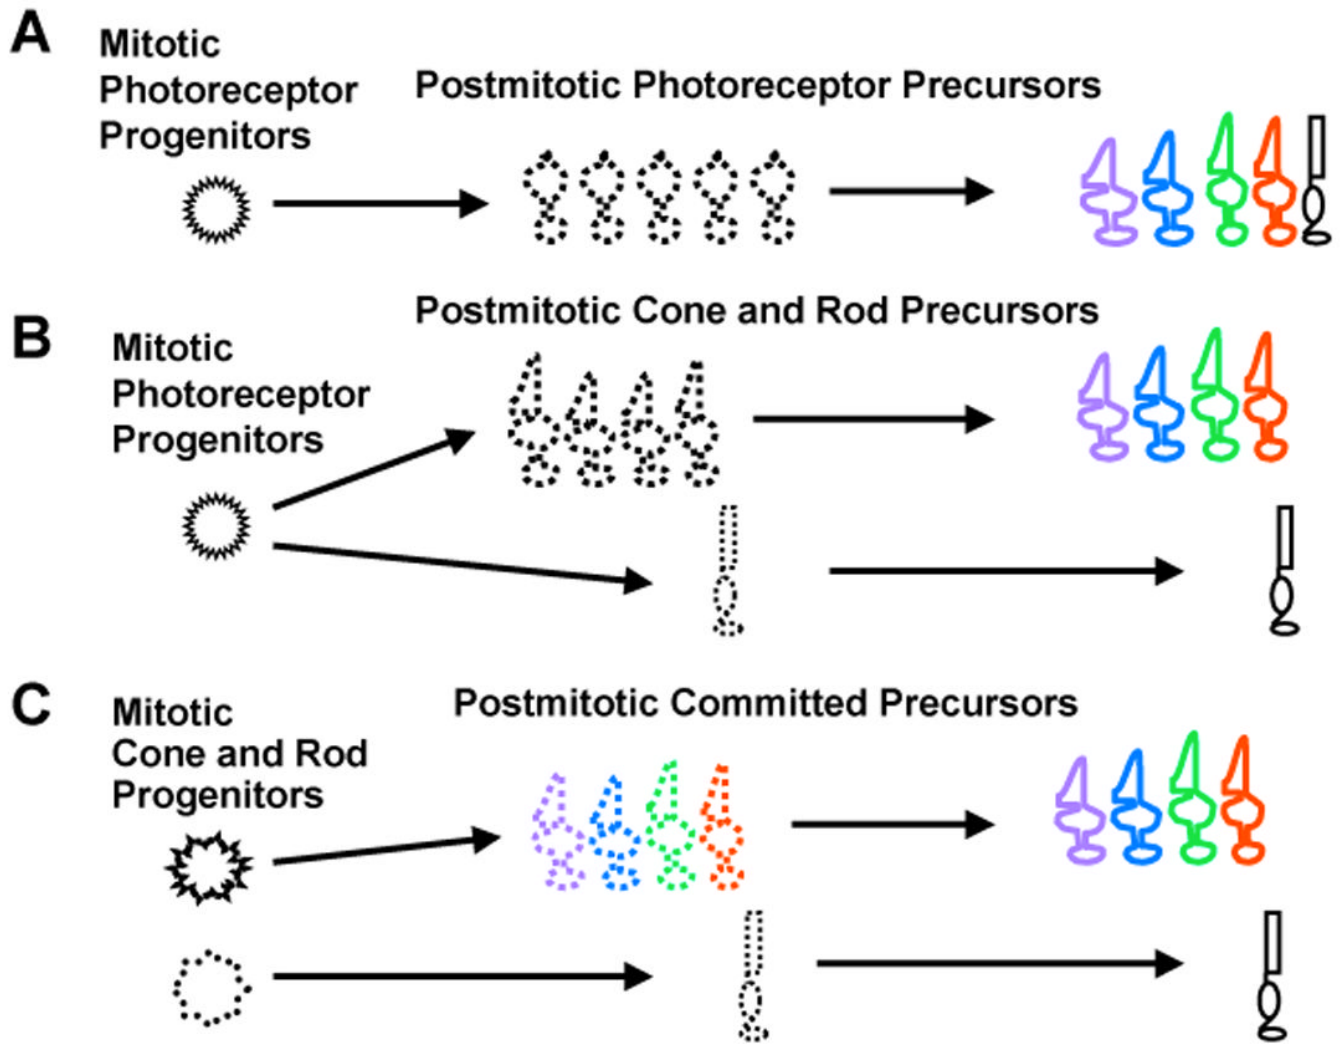 A
Mitotic
Photoreceptor
Progenitors
Postmitotic Photoreceptor Precursors
B
Mitotic
Photoreceptor
Progenitors
Postmitotic Cone and Rod Precursors
C
Mitotic
Cone and Rod
Progenitors
Postmitotic Committed Precursors